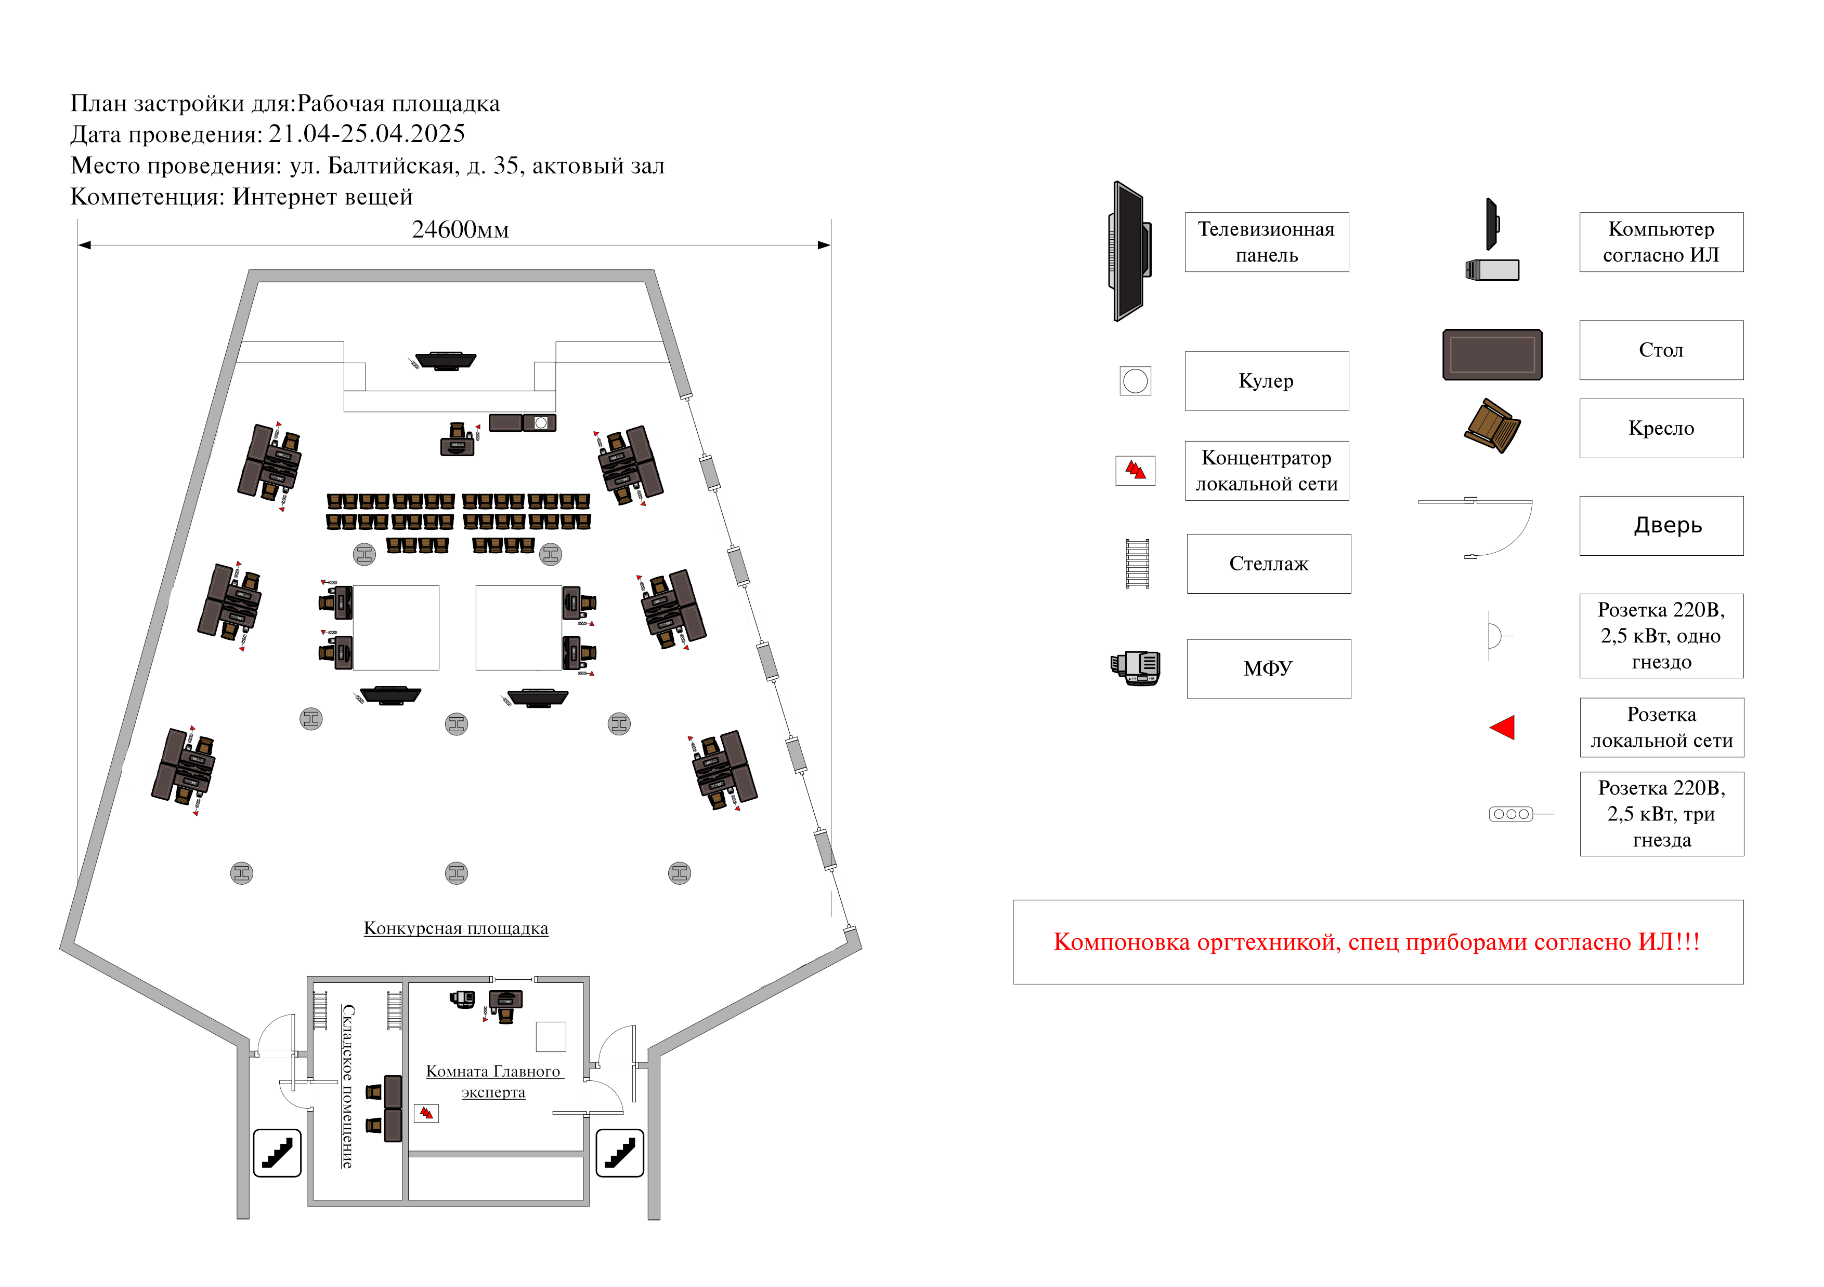 План застройки для:Рабочая площадка
Дата проведения: 21.04-25.04.2025
Место проведения: ул. Балтийская, д. 35, актовый зал
Компетенция: Интернет вещей
24600мм
Конкурсная площадка
Складское помещение
Комната Главного
эксперта
Телевизионная
панель
Кулер
Концентратор
локальной сети
Стеллаж
МФУ
Компьютер
согласно ИЛ
Стол
Кресло
Дверь
Розетка 220В,
2,5 кВт, одно
гнездо
Розетка
локальной сети
Розетка 220В,
2,5 кВт, три
гнезда
Компоновка оргтехникой, спец приборами согласно ИЛ!!!